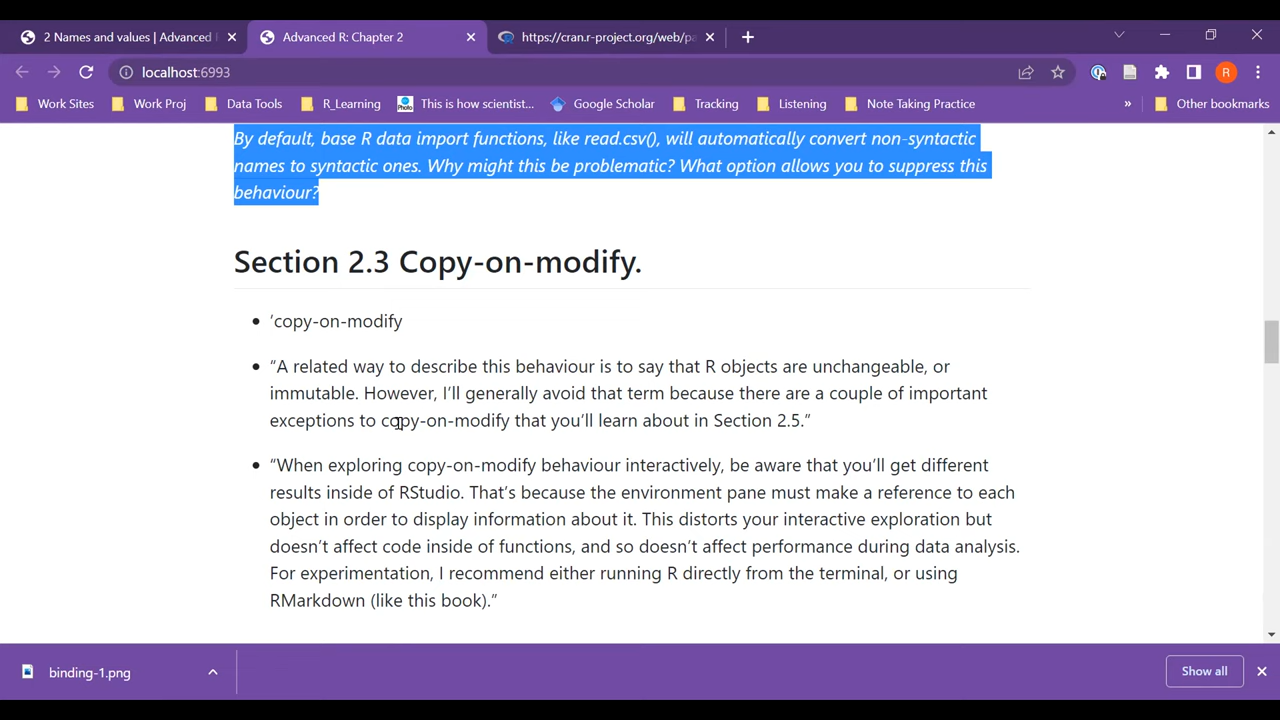 2 Names and values | Advanced
Advanced R: Chapter 2
https://cran.r-project.org/web/pa
localhost:6993
Work Sites
Work Proj
Data Tools
R_Learning
This is how scientist...
Google Scholar
Tracking
Listening
Note Taking Practice
»
Other bookmarks
By default, base R data import functions, like read.csv(), will automatically convert non-syntactic
names to syntactic ones. Why might this be problematic? What option allows you to suppress this
behaviour?
Section 2.3 Copy-on-modify.
• ‘copy-on-modify
• “A related way to describe this behaviour is to say that R objects are unchangeable, or
immutable. However, I’ll generally avoid that term because there are a couple of important
exceptions to copy-on-modify that you’ll learn about in Section 2.5.”
• “When exploring copy-on-modify behaviour interactively, be aware that you’ll get different
results inside of RStudio. That’s because the environment pane must make a reference to each
object in order to display information about it. This distorts your interactive exploration but
doesn’t affect code inside of functions, and so doesn’t affect performance during data analysis.
For experimentation, I recommend either running R directly from the terminal, or using
RMarkdown (like this book).”
binding-1.png
Show all